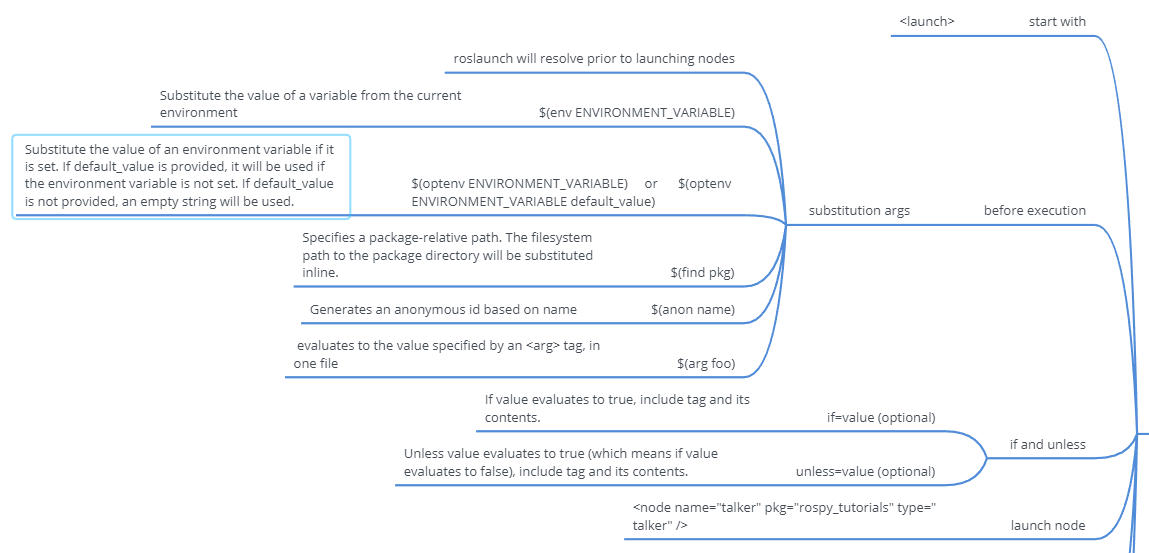 <launch> start with
roslaunch will resolve prior to launching nodes
Substitute the value of a variable from the current
environment
$(env ENVIRONMENT_VARIABLE)
Substitute the value of an environment variable if it
is set. If default_value is provided, it will be used if
the environment variable is not set. If default_value
is not provided, an empty string will be used.
$(optenv ENVIRONMENT_VARIABLE) or $(optenv
ENVIRONMENT_VARIABLE default_value)
substitution args
before execution
Specifies a package-relative path. The filesystem
path to the package directory will be substituted
inline.
$(find pkg)
Generates an anonymous id based on name
$(anon name)
evaluates to the value specified by an <arg> tag, in
one file
$(arg foo)
If value evaluates to true, include tag and its
contents.
if=value (optional)
if and unless
Unless value evaluates to true (which means if value
evaluates to false), include tag and its contents.
unless=value (optional)
<node name="talker" pkg="rospy_tutorials" type="
talker" />
launch node